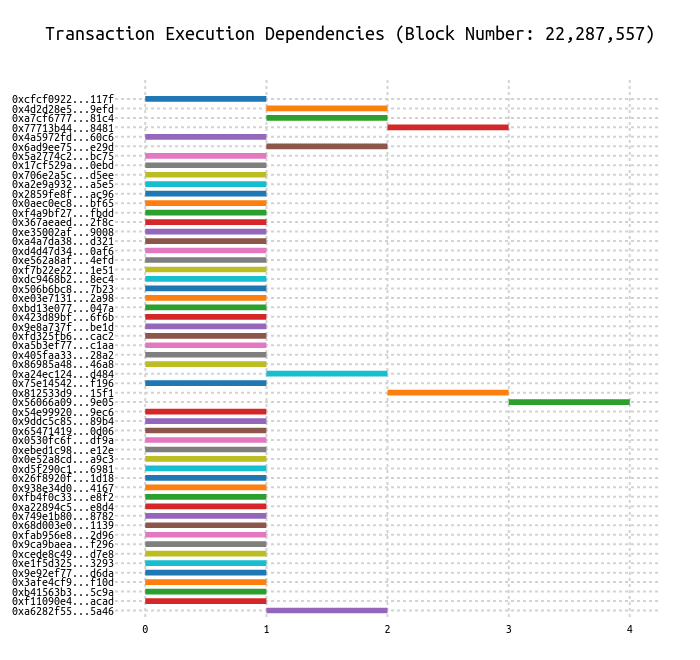 Transaction Execution Dependencies (Block Number: 22,287,557)
0xcfcf0922...117f
0x4d2d28e5...9efd
0xa7cf6777...81c4
0x77713b44...8481
0x4a5972fd...60c6
0x6ad9ee75...e29d
0x5a2774c2...bc75
0x17cf529a...0ebd
0x706e2a5c...d5ee
0xa2e9a932...a5e5
0x2859fe8f...ac96
0x0aec0ec8...bf65
0xf4a9bf27...fbdd
0x367aeaed...2f8c
0xe35002af...9008
0xa4a7da38...d321
0xd4d47d34...0af6
0xe562a8af...4efd
0xf7b22e22...1e51
0xdc9468b2...8ec4
0x506b6bc8...7b23
0xe03e7131...2a98
0xbd13e077...047a
0x423d89bf...6f6b
0x9e8a737f...be1d
0xfd325fb6...cac2
0xa5b3ef77...c1aa
0x405faa33...28a2
0x86985a48...46a8
0xa24ec124...d484
0x75e14542...f196
0x812533d9...15f1
0x56066a09...9e05
0x54e99920...9ec6
0x9ddc5c85...89b4
0x65471419...0d06
0x0530fc6f...df9a
0xebed1c98...e12e
0x0e52a8cd...a9c3
0xd5f290c1...6981
0x26f8920f...1d18
0x938e34d0...4167
0xfb4f0c33...e8f2
0xa22894c5...e8d4
0x749e1b80...8782
0x68d003e0...1139
0xfab956e8...2d96
0x9ca9baea...f296
0xcede8c49...d7e8
0xe1f5d325...3293
0x9e92ef77...d6da
0x3afe4cf9...f10d
0xb41563b3...5c9a
0xf11090e4...acad
0xa6282f55...5a46
0 1 2 3 4